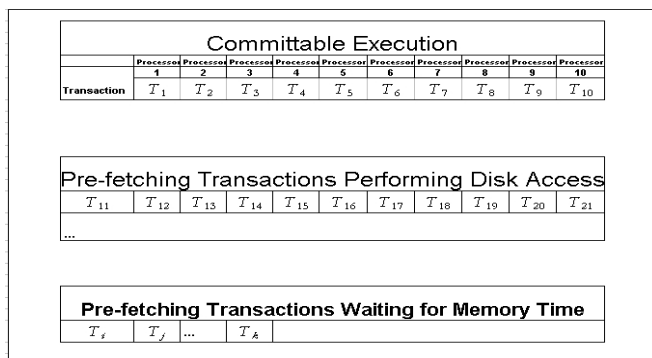 Committable Execution
Processor Processor Processor Processor Processor Processor Processor Processor Processor Processor
1 2 3 4 5 6 7 8 9 10
Transaction T₁ T₂ T₃ T₄ T₅ T₆ T₇ T₈ T₉ T₁₀
Pre-fetching Transactions Performing Disk Access
T₁₁ T₁₂ T₁₃ T₁₄ T₁₅ T₁₆ T₁₇ T₁₈ T₁₉ T₂₀ T₂₁
...
Pre-fetching Transactions Waiting for Memory Time
Tᵢ Tⱼ ... Tₖ